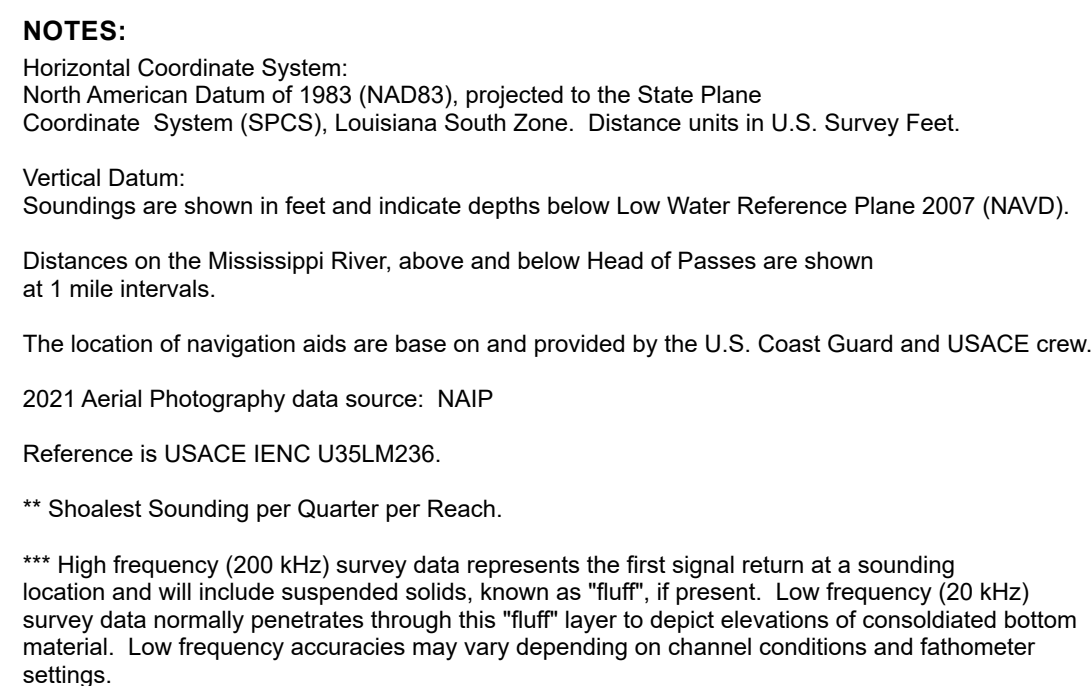 NOTES:
Horizontal Coordinate System:
North American Datum of 1983 (NAD83), projected to the State Plane
Coordinate  System (SPCS), Louisiana South Zone.  Distance units in U.S. Survey Feet.
Vertical Datum:
Soundings are shown in feet and indicate depths below Low Water Reference Plane 2007 (NAVD).
Distances on the Mississippi River, above and below Head of Passes are shown
at 1 mile intervals.
The location of navigation aids are base on and provided by the U.S. Coast Guard and USACE crew.
2021 Aerial Photography data source:  NAIP
Reference is USACE IENC U35LM236.
** Shoalest Sounding per Quarter per Reach.
*** High frequency (200 kHz) survey data represents the first signal return at a sounding
location and will include suspended solids, known as "fluff", if present.  Low frequency (20 kHz)
survey data normally penetrates through this "fluff" layer to depict elevations of consoldiated bottom
material.  Low frequency accuracies may vary depending on channel conditions and fathometer
settings.